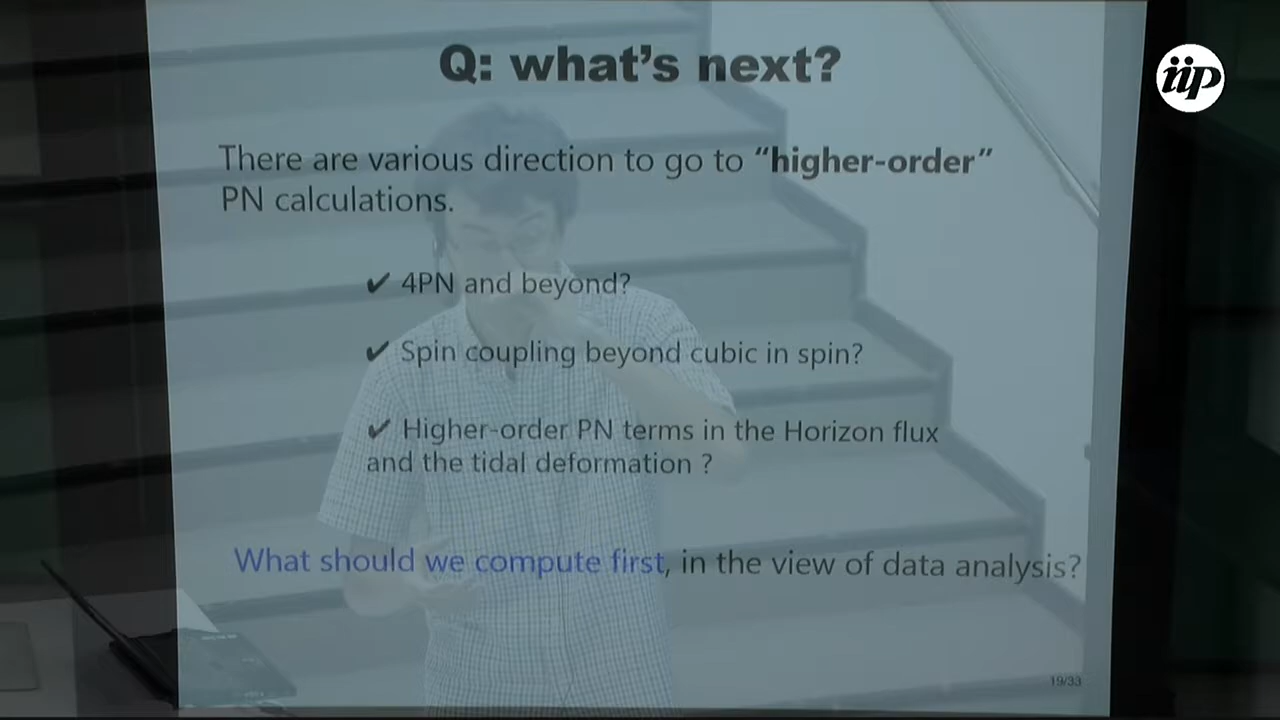 Q: what's next?
iip
There are various direction to go to "higher-order"
PN calculations.
✔ 4PN and beyond?
✔ Spin coupling beyond cubic in spin?
✔ Higher-order PN terms in the Horizon flux
and the tidal deformation ?
What should we compute first, in the view of data analysis?
19/33